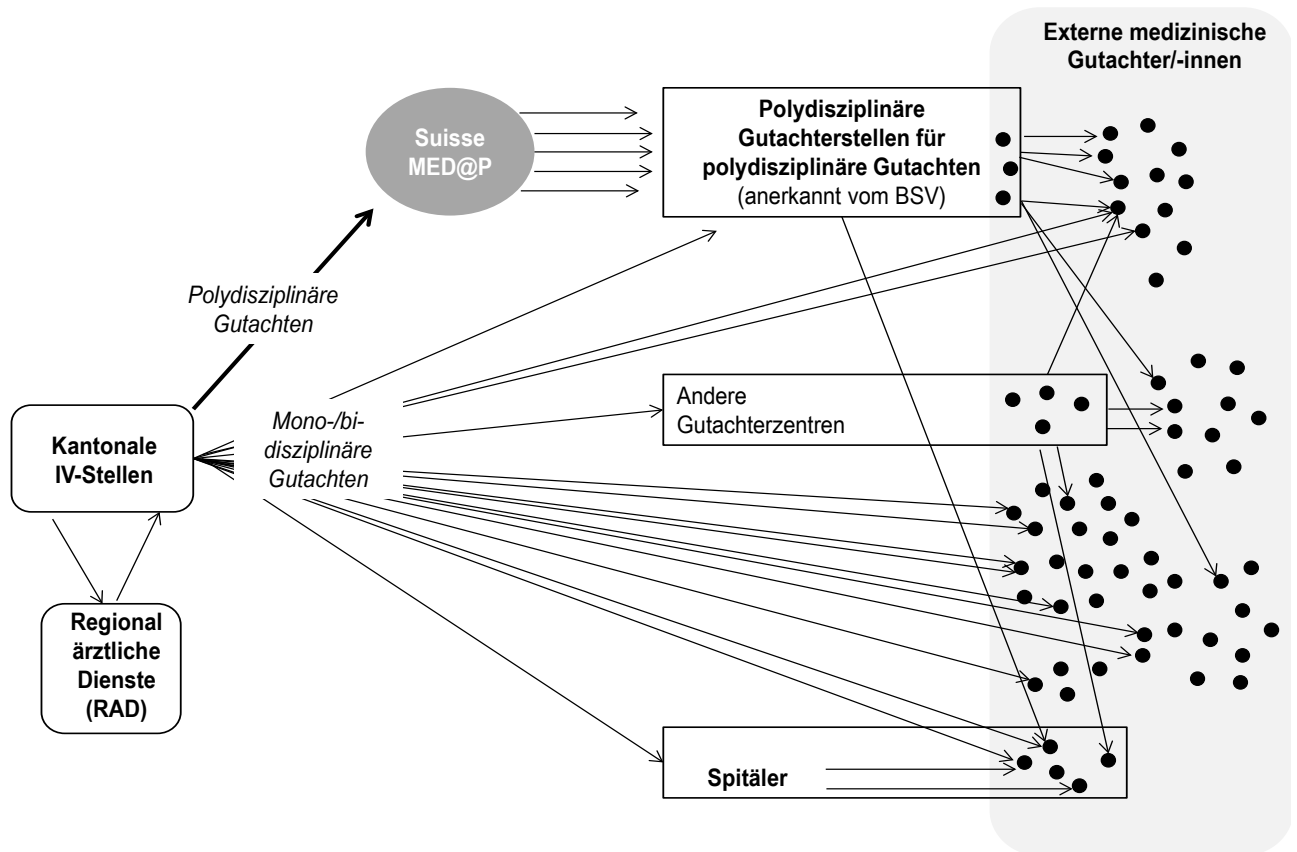 Externe medizinische
Gutachter/-innen
Suisse
MED@P
Polydisziplinäre
Gutachterstellen für
polydisziplinäre Gutachten
(anerkannt vom BSV)
Polydisziplinäre
Gutachten
Andere
Gutachterzentren
Mono-/bi-
disziplinäre
Gutachten
Kantonale
IV-Stellen
Regional
ärztliche
Dienste
(RAD)
Spitäler